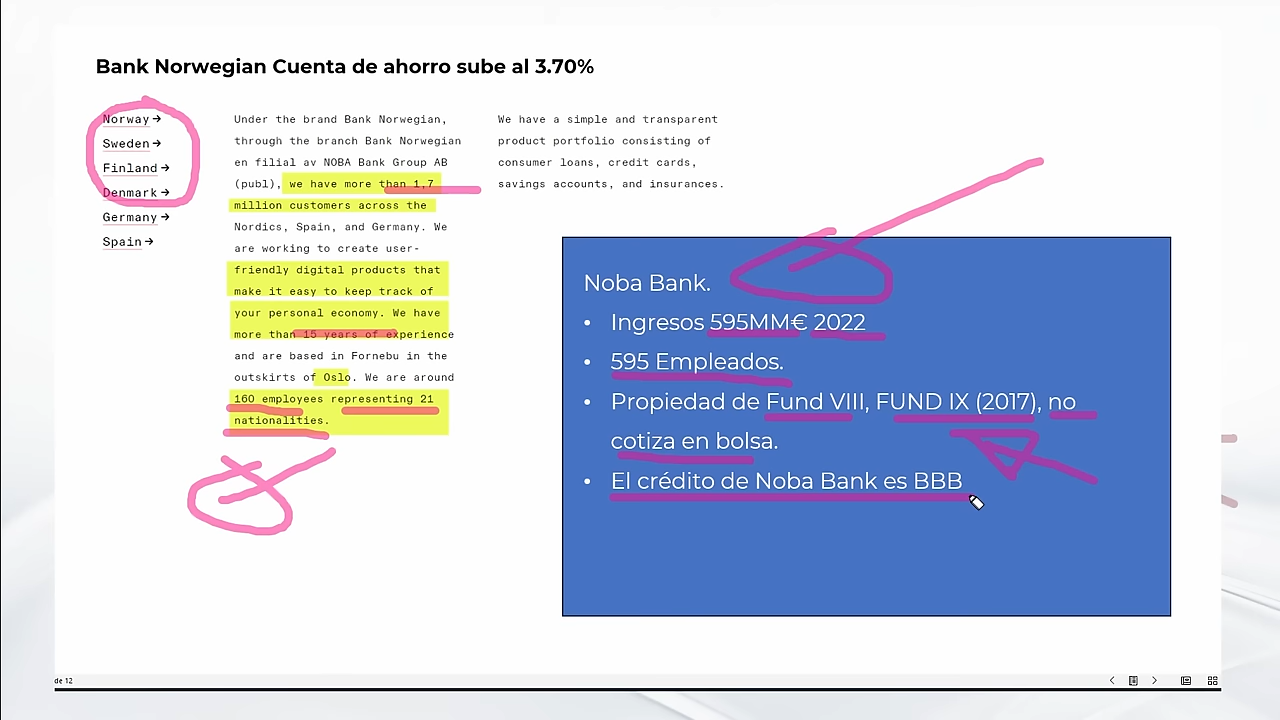 Bank Norwegian Cuenta de ahorro sube al 3.70%
Norway →
Sweden →
Finland →
Denmark →
Germany →
Spain →
Under the brand Bank Norwegian,
through the branch Bank Norwegian
en filial av NOBA Bank Group AB
(publ), we have more than 1,7
million customers across the
Nordics, Spain, and Germany. We
are working to create user-
friendly digital products that
make it easy to keep track of
your personal economy. We have
more than 15 years of experience
and are based in Fornebu in the
outskirts of Oslo. We are around
160 employees representing 21
nationalities.
We have a simple and transparent
product portfolio consisting of
consumer loans, credit cards,
savings accounts, and insurances.
Noba Bank.
• Ingresos 595MM€ 2022
• 595 Empleados.
• Propiedad de Fund VIII, FUND IX (2017), no
cotiza en bolsa.
• El crédito de Noba Bank es BBB
de 12